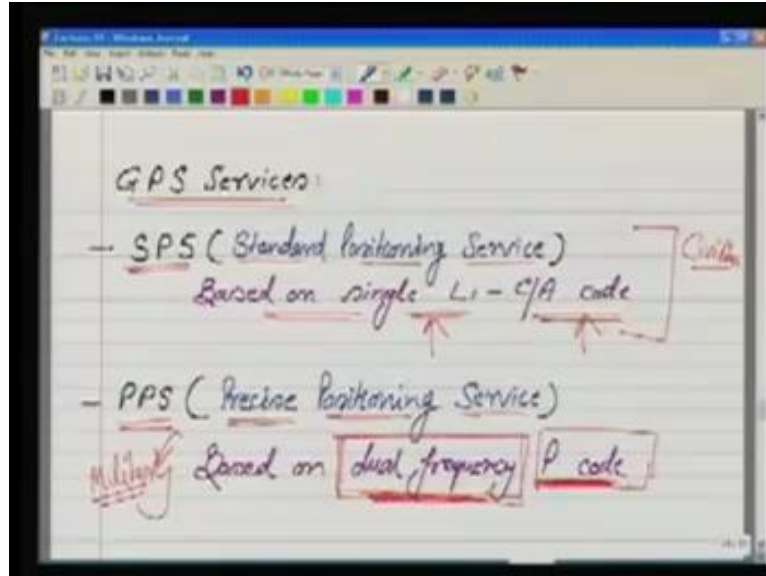 GPS Services:
- SPS (Standard Positioning Service)
Civilian
Based on single L1 - C/A code
- PPS (Precise Positioning Service)
Military
Based on dual frequency P code